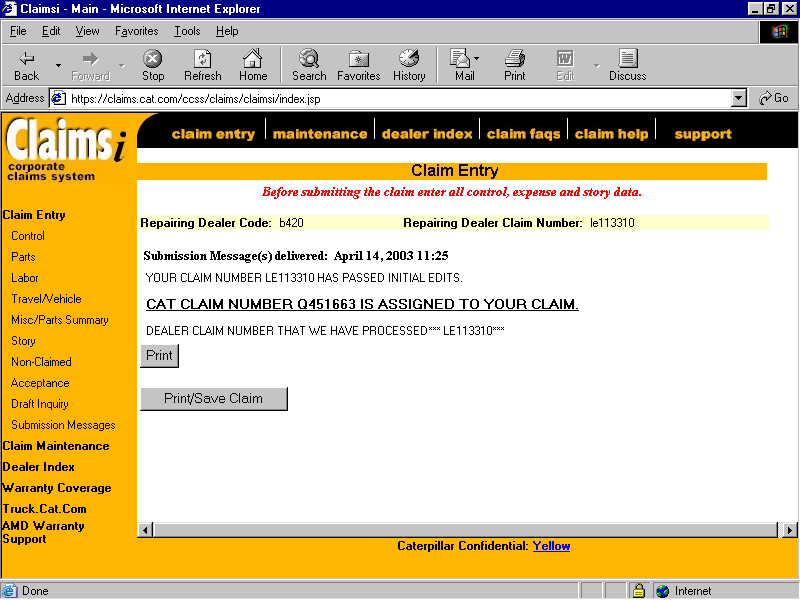 Claimsi - Main - Microsoft Internet Explorer
File Edit View Favorites Tools Help
Back Forward Stop Refresh Home Search Favorites History Mail Print Edit Discuss
Address https://claims.cat.com/ccss/claims/claimsi/index.jsp Go
Claimsi
corporate
claims system
claim entry maintenance dealer index claim faqs claim help support
Claim Entry
Before submitting the claim enter all control, expense and story data.
Repairing Dealer Code: b420 Repairing Dealer Claim Number: le113310
Submission Message(s) delivered: April 14, 2003 11:25
YOUR CLAIM NUMBER LE113310 HAS PASSED INITIAL EDITS.
CAT CLAIM NUMBER Q451663 IS ASSIGNED TO YOUR CLAIM.
DEALER CLAIM NUMBER THAT WE HAVE PROCESSED*** LE113310***
Print
Print/Save Claim
Claim Entry
Control
Parts
Labor
Travel/Vehicle
Misc/Parts Summary
Story
Non-Claimed
Acceptance
Draft Inquiry
Submission Messages
Claim Maintenance
Dealer Index
Warranty Coverage
Truck.Cat.Com
AMD Warranty
Support
Caterpillar Confidential: Yellow
Done Internet